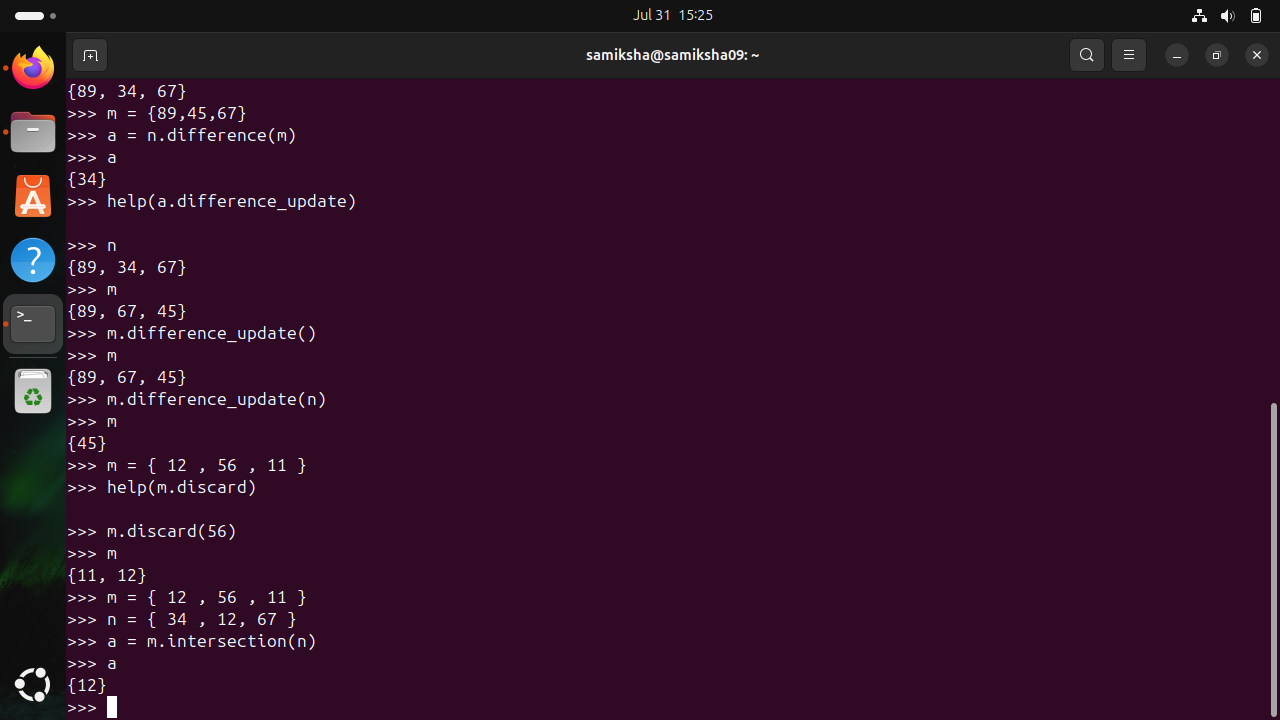 Jul 31 15:25
samiksha@samiksha09: ~
{89, 34, 67}
>>> m = {89,45,67}
>>> a = n.difference(m)
>>> a
{34}
>>> help(a.difference_update)
>>> n
{89, 34, 67}
>>> m
{89, 67, 45}
>>> m.difference_update()
>>> m
{89, 67, 45}
>>> m.difference_update(n)
>>> m
{45}
>>> m = { 12 , 56 , 11 }
>>> help(m.discard)
>>> m.discard(56)
>>> m
{11, 12}
>>> m = { 12 , 56 , 11 }
>>> n = { 34 , 12, 67 }
>>> a = m.intersection(n)
>>> a
{12}
>>>